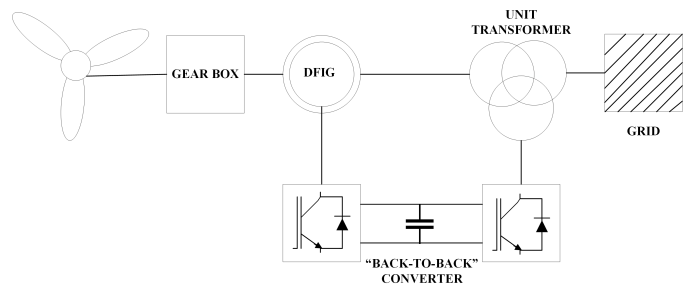 UNIT
TRANSFORMER
GEAR BOX
DFIG
GRID
“BACK-TO-BACK”
CONVERTER